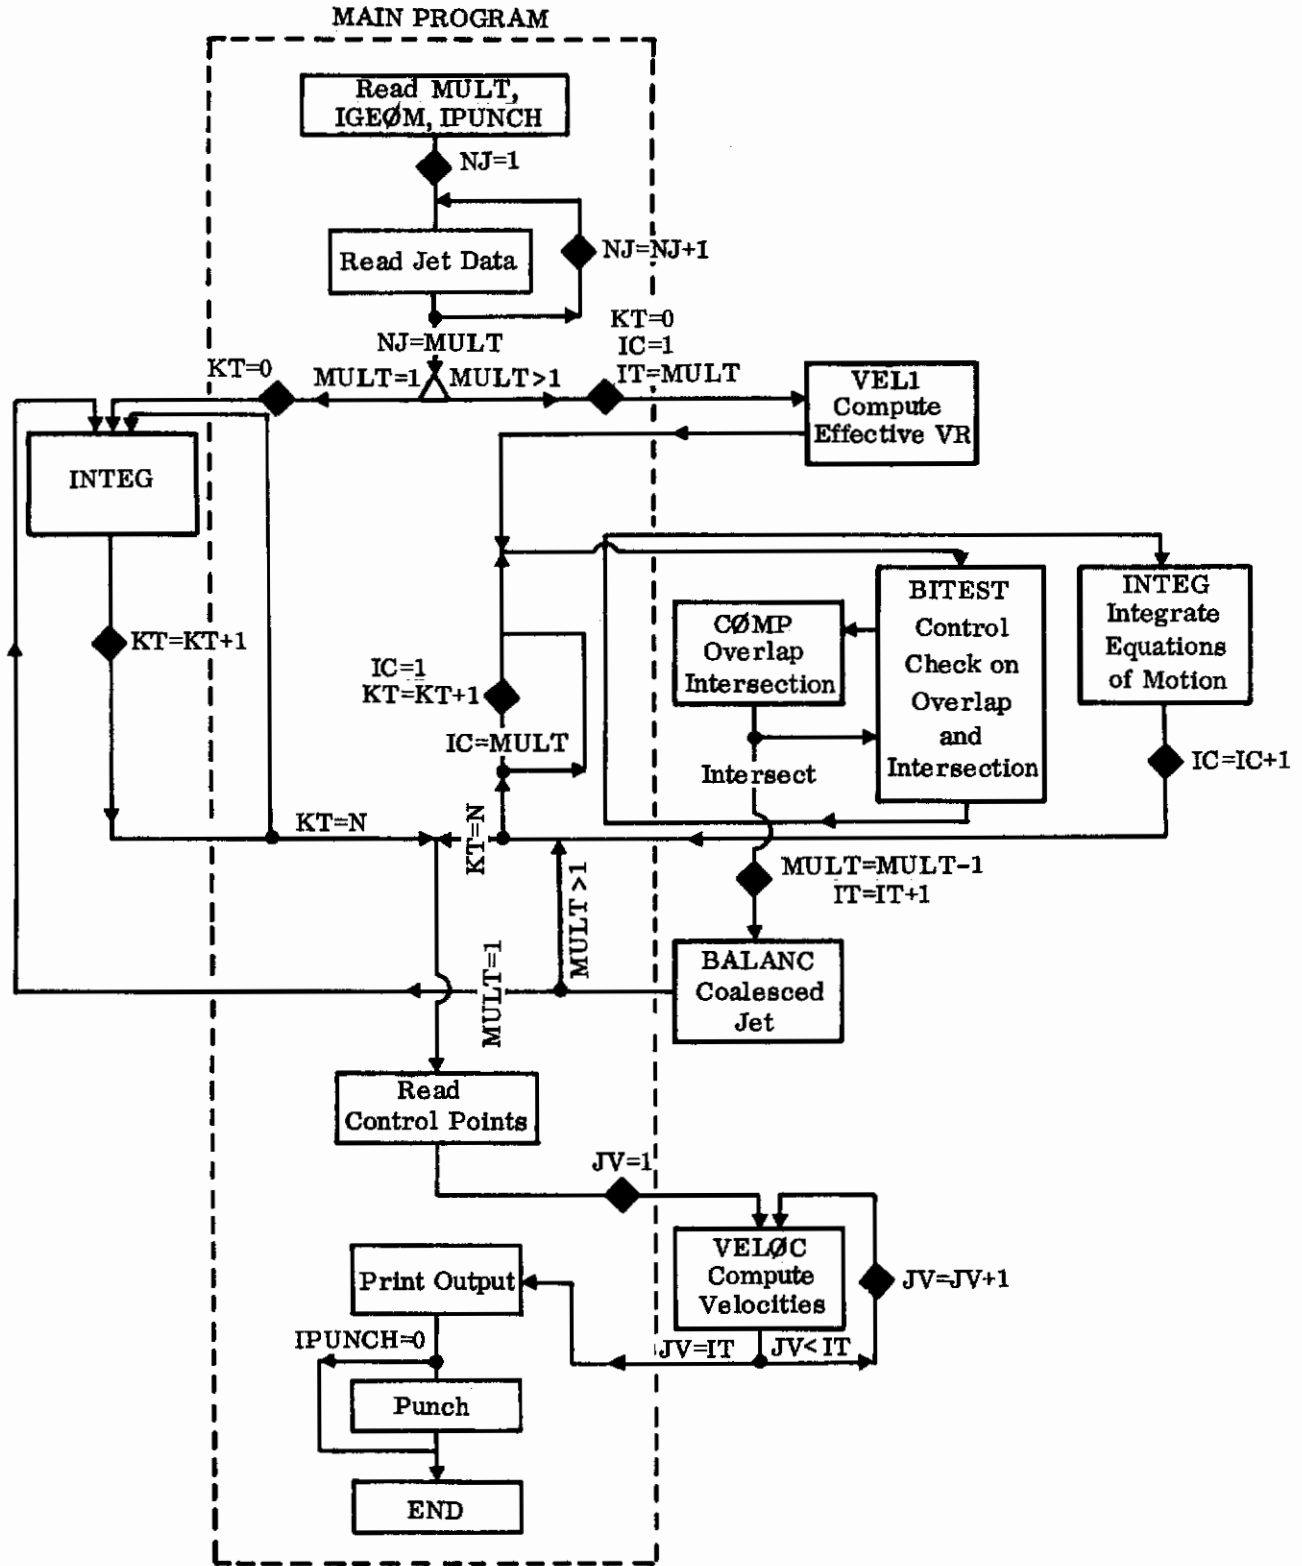 MAIN PROGRAM
Read MULT,
IGEØM, IPUNCH
NJ=1
Read Jet Data
NJ=NJ+1
NJ=MULT
KT=0
IC=1
IT=MULT
KT=0
MULT=1
MULT>1
VEL1
Compute
Effective VR
INTEG
KT=KT+1
IC=1
KT=KT+1
IC=MULT
CØMP
Overlap
Intersection
BITEST
Control
Check on
Overlap
and
Intersection
INTEG
Integrate
Equations
of Motion
IC=IC+1
Intersect
KT=N
KT=N
MULT=MULT-1
IT=IT+1
MULT >1
MULT=1
BALANC
Coalesced
Jet
Read
Control Points
JV=1
VELØC
Compute
Velocities
JV=JV+1
JV=IT
JV< IT
Print Output
IPUNCH=0
Punch
END